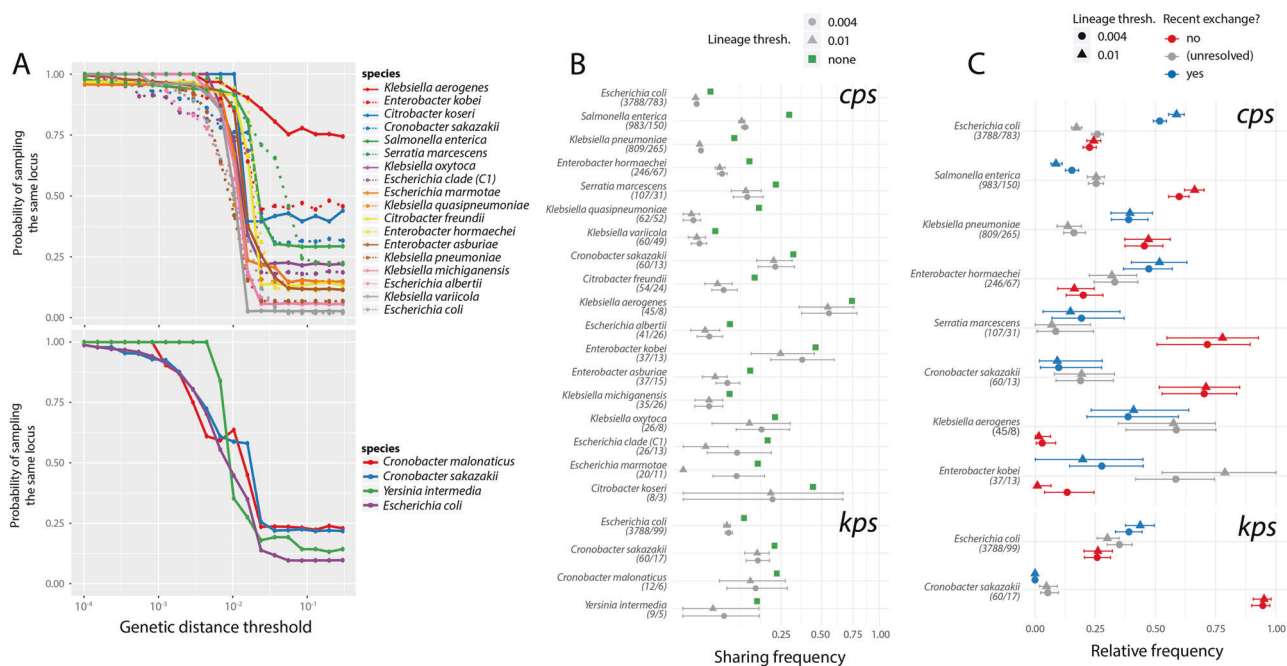 A
1.00
0.75
0.50
0.25
0.00
Probability of sampling
the same locus
species
Klebsiella aerogenes
Enterobacter kobei
Citrobacter koseri
Cronobacter sakazakii
Salmonella enterica
Serratia marcescens
Klebsiella oxytoca
Escherichia clade (C1)
Escherichia marmotae
Klebsiella quasipneumoniae
Citrobacter freundii
Enterobacter hormaechei
Enterobacter asburiae
Klebsiella pneumoniae
Klebsiella michiganensis
Escherichia albertii
Klebsiella variicola
Escherichia coli
1.00
0.75
0.50
0.25
0.00
Probability of sampling
the same locus
10-4
10-3
10-2
10-1
Genetic distance threshold
species
Cronobacter malonaticus
Cronobacter sakazakii
Yersinia intermedia
Escherichia coli
B
Lineage thresh.
0.004
0.01
none
cps
Escherichia coli
(3788/783)
Salmonella enterica
(983/150)
Klebsiella pneumoniae
(809/265)
Enterobacter hormaechei
(246/67)
Serratia marcescens
(107/31)
Klebsiella quasipneumoniae
(62/52)
Klebsiella variicola
(60/49)
Cronobacter sakazakii
(60/13)
Citrobacter freundii
(54/24)
Klebsiella aerogenes
(45/8)
Escherichia albertii
(41/26)
Enterobacter kobei
(37/13)
Enterobacter asburiae
(37/15)
Klebsiella michiganensis
(35/26)
Klebsiella oxytoca
(26/8)
Escherichia clade (C1)
(26/13)
Escherichia marmotae
(20/11)
Citrobacter koseri
(8/3)
kps
Escherichia coli
(3788/99)
Cronobacter sakazakii
(60/17)
Cronobacter malonaticus
(12/6)
Yersinia intermedia
(9/5)
0.25
0.50
0.75
1.00
Sharing frequency
C
Lineage thresh.
0.004
0.01
Recent exchange?
no
(unresolved)
yes
cps
Escherichia coli
(3788/783)
Salmonella enterica
(983/150)
Klebsiella pneumoniae
(809/265)
Enterobacter hormaechei
(246/67)
Serratia marcescens
(107/31)
Cronobacter sakazakii
(60/13)
Klebsiella aerogenes
(45/8)
Enterobacter kobei
(37/13)
kps
Escherichia coli
(3788/99)
Cronobacter sakazakii
(60/17)
0.00
0.25
0.50
0.75
1.00
Relative frequency